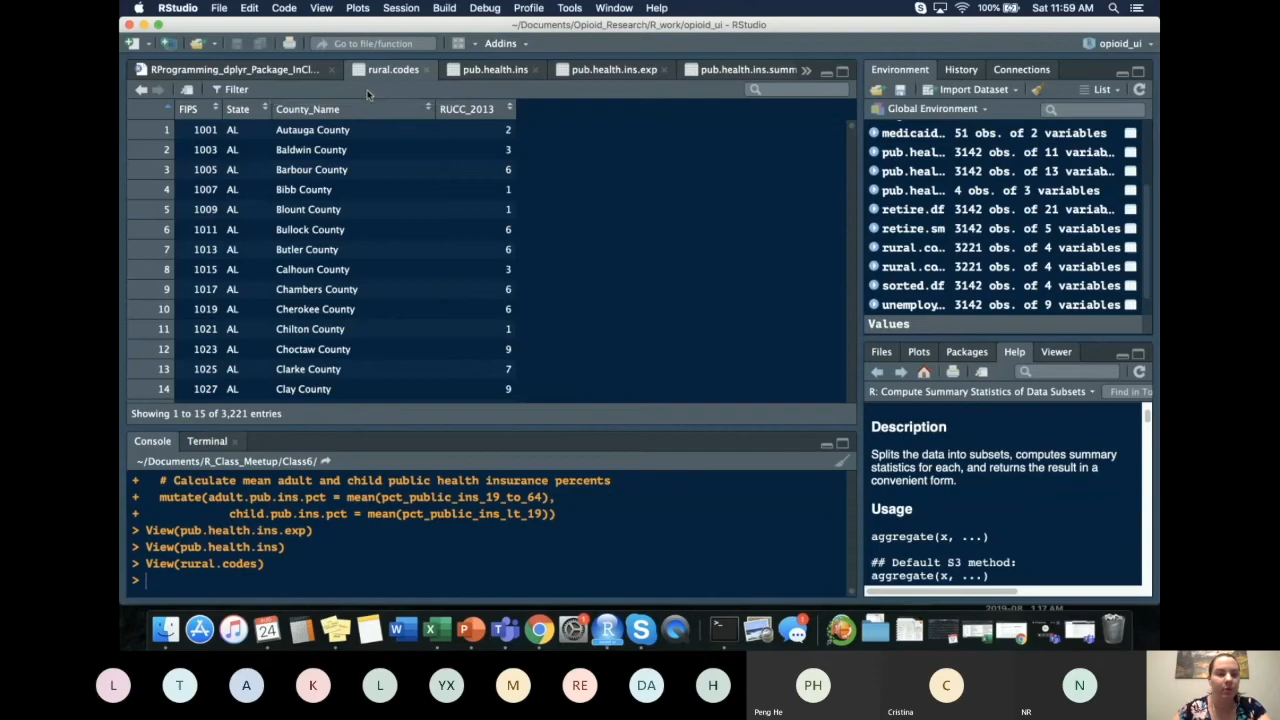 RStudio File Edit Code View Plots Session Build Debug Profile Tools Window Help 100% Sat 11:59 AM
~/Documents/Opioid_Research/R_work/opioid_ui - RStudio
Go to file/function Addins opioid_ui
RProgramming_dplyr_Package_InCl... rural.codes pub.health.ins pub.health.ins.exp pub.health.ins.summ
Filter
FIPS State County_Name RUCC_2013
1 1001 AL Autauga County 2
2 1003 AL Baldwin County 3
3 1005 AL Barbour County 6
4 1007 AL Bibb County 1
5 1009 AL Blount County 1
6 1011 AL Bullock County 6
7 1013 AL Butler County 6
8 1015 AL Calhoun County 3
9 1017 AL Chambers County 6
10 1019 AL Cherokee County 6
11 1021 AL Chilton County 1
12 1023 AL Choctaw County 9
13 1025 AL Clarke County 7
14 1027 AL Clay County 9
Showing 1 to 15 of 3,221 entries
Console Terminal
~/Documents/R_Class_Meetup/Class6/
+ # Calculate mean adult and child public health insurance percents
+ mutate(adult.pub.ins.pct = mean(pct_public_ins_19_to_64),
+ child.pub.ins.pct = mean(pct_public_ins_lt_19))
> View(pub.health.ins.exp)
> View(pub.health.ins)
> View(rural.codes)
>
Environment History Connections
Import Dataset List
Global Environment
medicaid... 51 obs. of 2 variables
pub.heal... 3142 obs. of 11 variab...
pub.heal... 3142 obs. of 13 variab...
pub.heal... 4 obs. of 3 variables
retire.df 3142 obs. of 21 variab...
retire.sm 3142 obs. of 5 variables
rural.co... 3221 obs. of 4 variables
rural.co... 3221 obs. of 4 variables
sorted.df 3142 obs. of 4 variables
unemploy... 3142 obs. of 9 variables
Values
Files Plots Packages Help Viewer
R: Compute Summary Statistics of Data Subsets Find in To
Description
Splits the data into subsets, computes summary
statistics for each, and returns the result in a
convenient form.
Usage
aggregate(x, ...)
## Default S3 method:
aggregate(x, ...)
2019-08 1.17 AM
AUG
24
L T A K L YX M RE DA H PH C N
Peng He Cristina NR